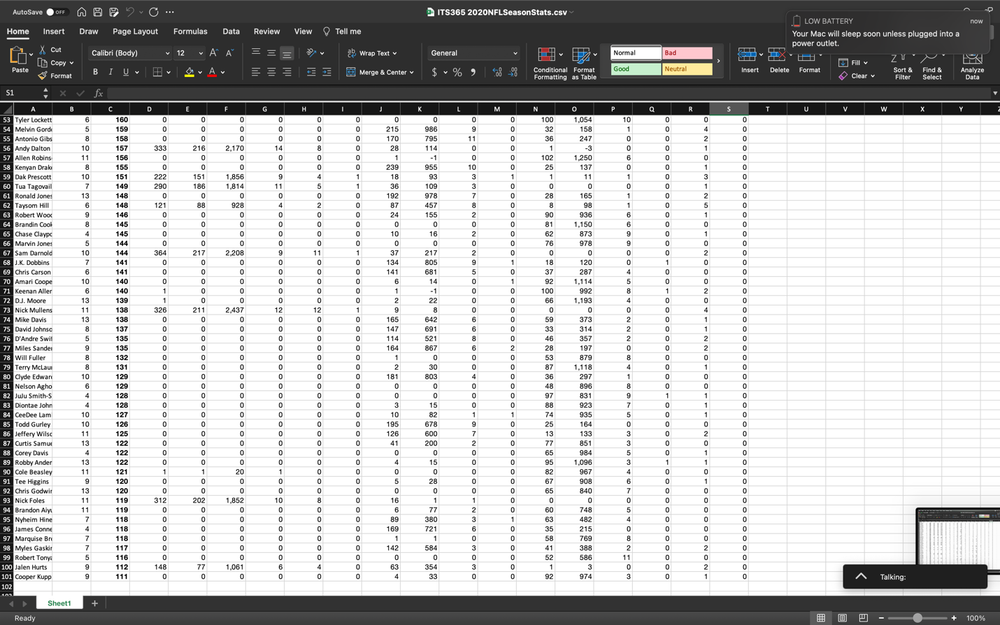 AutoSave OFF ITS365 2020NFLSeasonStats.csv
LOW BATTERY now
Your Mac will sleep soon unless plugged into a
power outlet.
Home Insert Draw Page Layout Formulas Data Review View Tell me
Cut Calibri (Body) 12 Wrap Text General Normal Bad
Paste Copy Format B I U Merge & Center $ % Good Neutral
Conditional Formatting Format as Table Insert Delete Format Fill Clear Sort & Filter Find & Select Analyze Data
S1 fx
A B C D E F G H I J K L M N O P Q R S T U V W X Y
53 Tyler Lockett 6 160 0 0 0 0 0 0 0 0 0 0 100 1,054 10 0 0 0
54 Melvin Gord 5 159 0 0 0 0 0 0 215 986 9 0 32 158 1 0 4 0
55 Antonio Gibs 8 158 0 0 0 0 0 0 170 795 11 0 36 247 0 0 2 0
56 Andy Dalton 10 157 333 216 2,170 14 8 0 28 114 0 0 1 -3 0 0 1 0
57 Allen Robins 11 156 0 0 0 0 0 0 1 -1 0 0 102 1,250 6 0 0 0
58 Kenyan Drak 8 155 0 0 0 0 0 0 239 955 10 0 25 137 0 0 1 0
59 Dak Prescott 10 151 222 151 1,856 9 4 1 18 93 3 1 1 11 1 0 3 0
60 Tua Tagovail 7 149 290 186 1,814 11 5 1 36 109 3 0 0 0 0 0 1 0
61 Ronald Jones 13 148 0 0 0 0 0 0 192 978 7 0 28 165 1 0 2 0
62 Taysom Hill 6 148 121 88 928 4 2 0 87 457 8 0 8 98 1 0 5 0
63 Robert Wood 9 146 0 0 0 0 0 0 24 155 2 0 90 936 6 0 1 0
64 Brandin Cook 8 145 0 0 0 0 0 0 0 0 0 0 81 1,150 6 0 0 0
65 Chase Claypo 4 145 0 0 0 0 0 0 10 16 2 0 62 873 9 0 1 0
66 Marvin Jones 5 144 0 0 0 0 0 0 0 0 0 0 76 978 9 0 0 0
67 Sam Darnold 10 144 364 217 2,208 9 11 1 37 217 2 0 0 0 0 0 2 0
68 J.K. Dobbins 7 141 0 0 0 0 0 0 134 805 9 1 18 120 0 1 0 0
69 Chris Carson 6 141 0 0 0 0 0 0 141 681 5 0 37 287 4 0 0 0
70 Amari Coope 10 140 0 0 0 0 0 0 6 14 0 1 92 1,114 5 0 0 0
71 Keenan Aller 6 140 1 0 0 0 0 0 1 -1 0 0 100 992 8 1 2 0
72 D.J. Moore 13 139 1 0 0 0 0 0 2 22 0 0 66 1,193 4 0 0 0
73 Nick Mullens 11 138 326 211 2,437 12 12 1 9 8 0 0 0 0 0 0 4 0
74 Mike Davis 13 138 0 0 0 0 0 0 165 642 6 0 59 373 2 0 1 0
75 David Johnso 8 137 0 0 0 0 0 0 147 691 6 0 33 314 2 0 1 0
76 D'Andre Swif 5 135 0 0 0 0 0 0 114 521 8 0 46 357 2 0 2 0
77 Miles Sander 9 135 0 0 0 0 0 0 164 867 6 2 28 197 0 0 2 0
78 Will Fuller 8 132 0 0 0 0 0 0 1 0 0 0 53 879 8 0 0 0
79 Terry McLau 8 131 0 0 0 0 0 0 2 30 0 0 87 1,118 4 0 1 0
80 Clyde Edwar 10 129 0 0 0 0 0 0 181 803 4 0 36 297 1 0 0 0
81 Nelson Agho 6 129 0 0 0 0 0 0 0 0 0 0 48 896 8 0 0 0
82 JuJu Smith-S 4 128 0 0 0 0 0 0 0 0 0 0 97 831 9 1 1 0
83 Diontae John 4 128 0 0 0 0 0 0 3 15 0 0 88 923 7 0 1 0
84 CeeDee Lam 10 127 0 0 0 0 0 0 10 82 1 1 74 935 5 0 1 0
85 Todd Gurley 10 126 0 0 0 0 0 0 195 678 9 0 25 164 0 0 0 0
86 Jeffery Wilso 11 125 0 0 0 0 0 0 126 600 7 0 13 133 3 0 2 0
87 Curtis Samue 13 122 0 0 0 0 0 0 41 200 2 0 77 851 3 0 0 0
88 Corey Davis 4 122 0 0 0 0 0 0 0 0 0 0 65 984 5 0 1 0
89 Robby Ander 13 122 0 0 0 0 0 0 4 15 0 0 95 1,096 3 1 1 0
90 Cole Beasley 11 121 1 1 20 1 0 0 0 0 0 0 82 967 4 0 0 0
91 Tee Higgins 9 120 0 0 0 0 0 0 5 28 0 0 67 908 6 0 1 0
92 Chris Godwin 13 120 0 0 0 0 0 0 0 0 0 0 65 840 7 0 0 0
93 Nick Foles 11 119 312 202 1,852 10 8 0 16 1 1 0 0 0 0 0 0 0
94 Brandon Aiyu 11 119 0 0 0 0 0 0 6 77 2 0 60 748 5 0 0 0
95 Nyheim Hine 7 118 0 0 0 0 0 0 89 380 3 1 63 482 4 0 0 0
96 James Conne 4 118 0 0 0 0 0 0 169 721 6 0 35 215 0 0 0 0
97 Marquise Br 7 118 0 0 0 0 0 0 1 1 0 0 58 769 8 0 0 0
98 Myles Gaskin 7 117 0 0 0 0 0 0 142 584 3 0 41 388 2 0 2 0
99 Robert Tonya 5 116 0 0 0 0 0 0 0 0 0 0 52 586 11 0 0 0
100 Jalen Hurts 9 112 148 77 1,061 6 4 0 63 354 3 0 1 3 0 0 2 0
101 Cooper Kupp 9 111 0 0 0 0 0 0 4 33 0 0 92 974 3 0 1 0
102
Talking:
Sheet1
Ready 100%